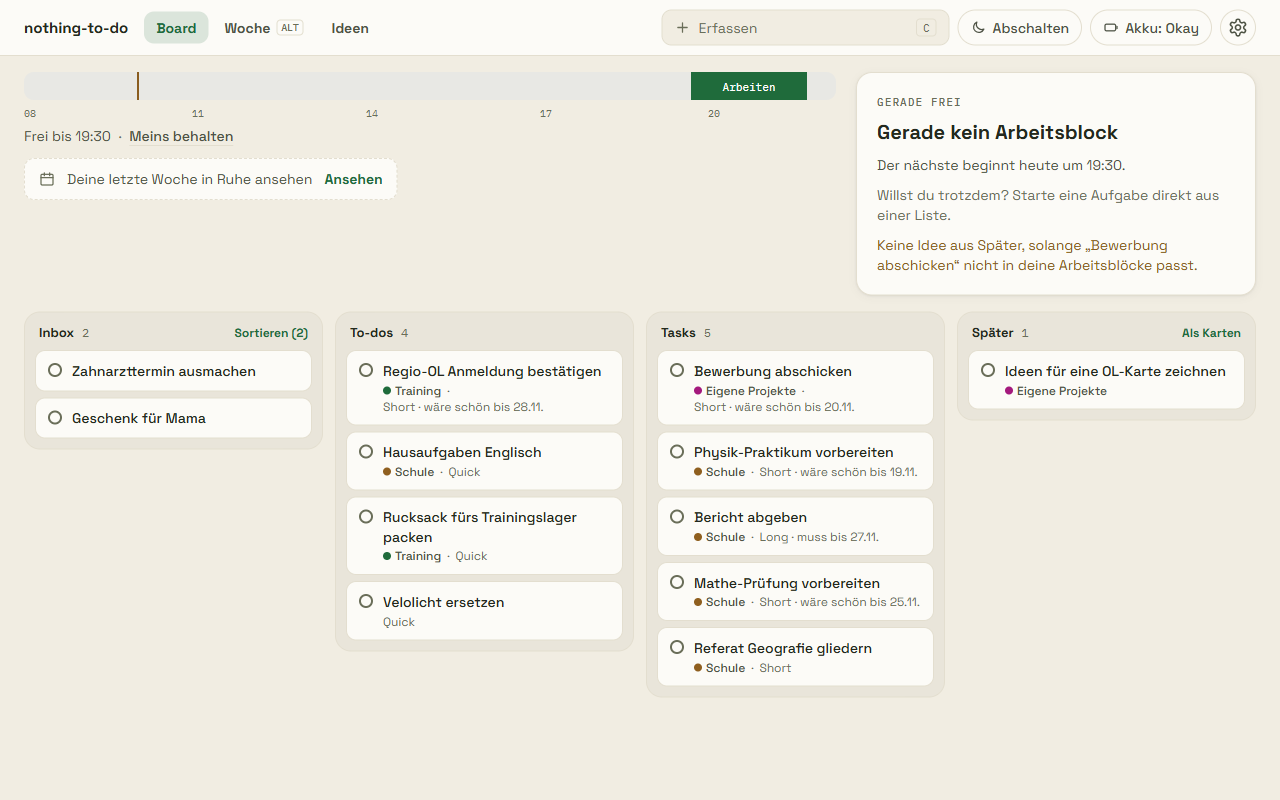 nothing-to-do
Board
Woche ALT
Ideen
Erfassen C
Abschalten
Akku: Okay
Arbeiten
08 11 14 17 20
Frei bis 19:30 · Meins behalten
Deine letzte Woche in Ruhe ansehen Ansehen
GERADE FREI
Gerade kein Arbeitsblock
Der nächste beginnt heute um 19:30.
Willst du trotzdem? Starte eine Aufgabe direkt aus
einer Liste.
Keine Idee aus Später, solange „Bewerbung
abschicken“ nicht in deine Arbeitsblöcke passt.
Inbox 2 Sortieren (2)
Zahnarzttermin ausmachen
Geschenk für Mama
To-dos 4
Regio-OL Anmeldung bestätigen
Training ·
Short · wäre schön bis 28.11.
Hausaufgaben Englisch
Schule · Quick
Rucksack fürs Trainingslager
packen
Training · Quick
Velolicht ersetzen
Quick
Tasks 5
Bewerbung abschicken
Eigene Projekte ·
Short · wäre schön bis 20.11.
Physik-Praktikum vorbereiten
Schule · Short · wäre schön bis 19.11.
Bericht abgeben
Schule · Long · muss bis 27.11.
Mathe-Prüfung vorbereiten
Schule · Short · wäre schön bis 25.11.
Referat Geografie gliedern
Schule · Short
Später 1 Als Karten
Ideen für eine OL-Karte zeichnen
Eigene Projekte